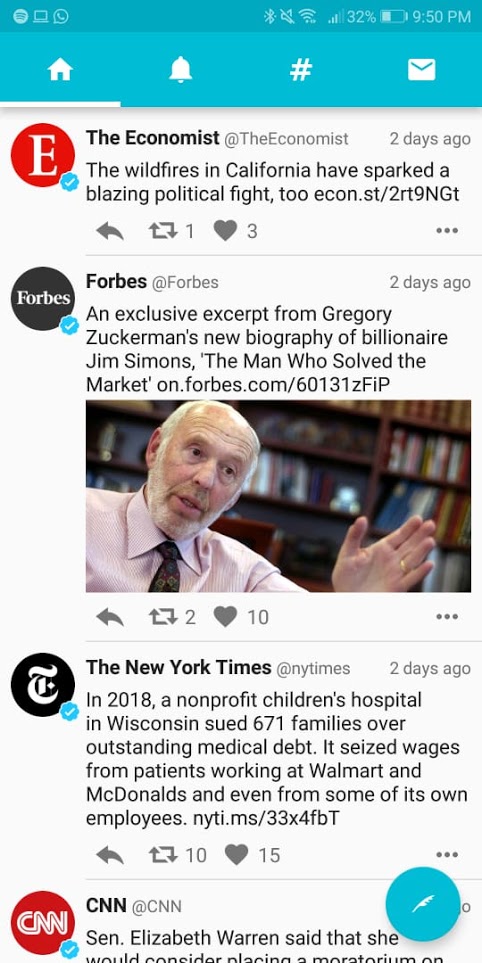 32% 9:50 PM
#
E
The Economist @TheEconomist 2 days ago
The wildfires in California have sparked a
blazing political fight, too econ.st/2rt9NGt
1 3
Forbes
Forbes @Forbes 2 days ago
An exclusive excerpt from Gregory
Zuckerman's new biography of billionaire
Jim Simons, 'The Man Who Solved the
Market' on.forbes.com/60131zFiP
2 10
T
The New York Times @nytimes 2 days ago
In 2018, a nonprofit children's hospital
in Wisconsin sued 671 families over
outstanding medical debt. It seized wages
from patients working at Walmart and
McDonalds and even from some of its own
employees. nyti.ms/33x4fbT
10 15
CNN
CNN @CNN o
Sen. Elizabeth Warren said that she
would consider placing a moratorium on